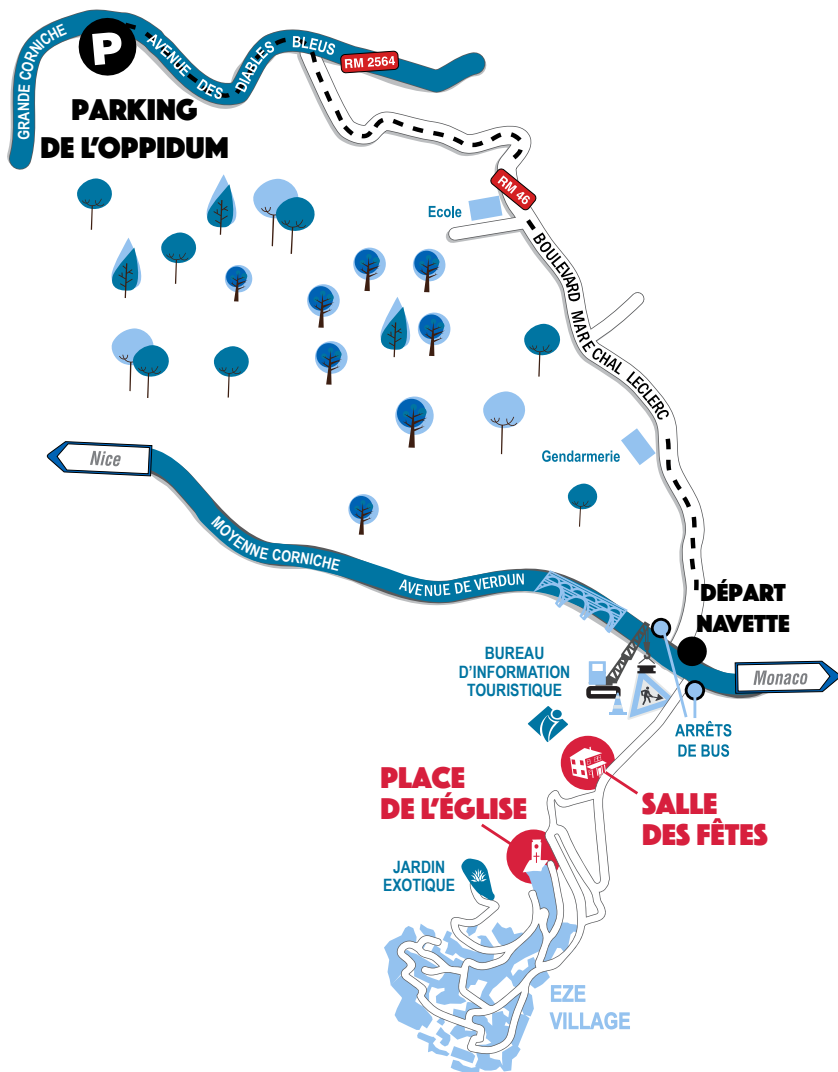 GRANDE CORNICHE
P
AVENUE DES DIABLES BLEUS
RM 2564
PARKING
DE L'OPPIDUM
RM 46
Ecole
BOULEVARD MARECHAL LECLERC
Gendarmerie
Nice
MOYENNE CORNICHE
AVENUE DE VERDUN
DÉPART
NAVETTE
BUREAU
D'INFORMATION
TOURISTIQUE
Monaco
ARRÊTS
DE BUS
PLACE
DE L'ÉGLISE
SALLE
DES FÊTES
JARDIN
EXOTIQUE
EZE
VILLAGE